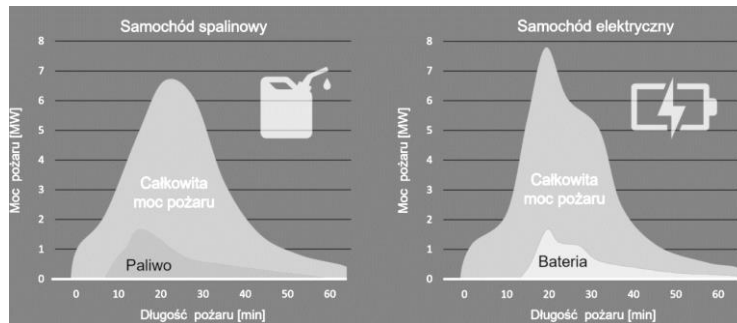 Samochód spalinowy
Moc pożaru [MW]
8
7
6
5
4
3
2
1
0
Całkowita
moc pożaru
Paliwo
0 10 20 30 40 50 60
Długość pożaru [min]
Samochód elektryczny
Moc pożaru [MW]
8
7
6
5
4
3
2
1
0
Całkowita
moc pożaru
Bateria
0 10 20 30 40 50 60
Długość pożaru [min]